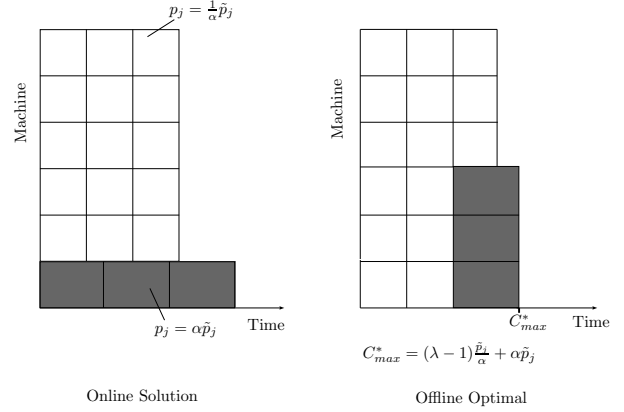 p_j = \frac{1}{\alpha}\tilde{p}_j
Machine
p_j = \alpha\tilde{p}_j
Time
Online Solution
Machine
C^*_{max}
Time
C^*_{max} = (\lambda - 1)\frac{\tilde{p}_j}{\alpha} + \alpha\tilde{p}_j
Offline Optimal